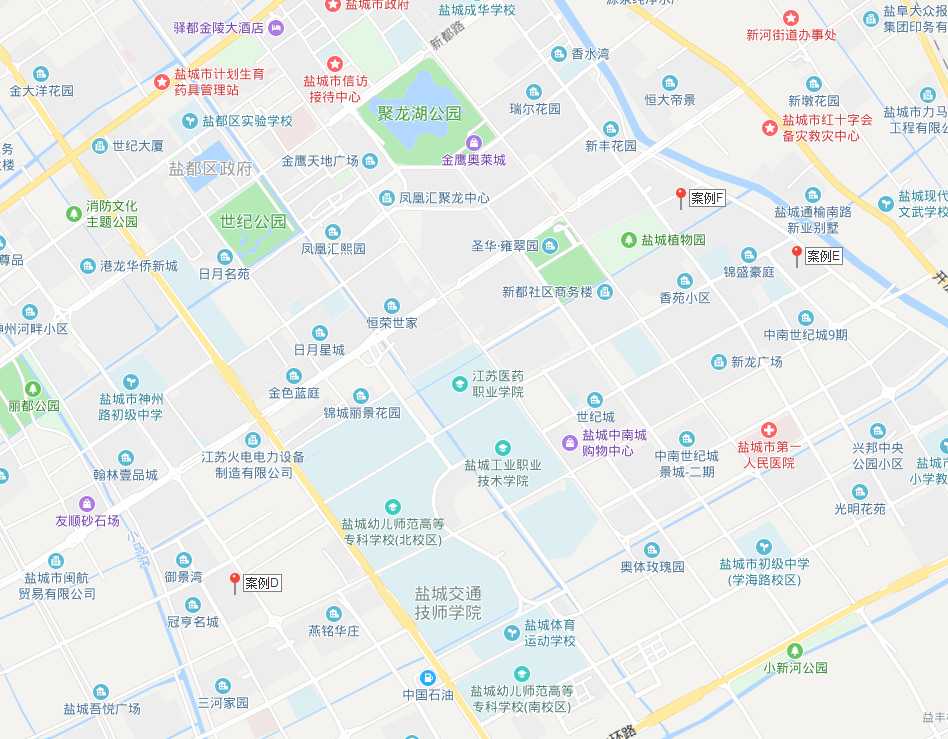 盐城市政府
盐城成华学校
驿都金陵大酒店
新都路
新河街道办事处
盐阜大众报
集团印务有
香水湾
金大洋花园
盐城市计划生育
药具管理站
盐城市信访
接待中心
聚龙湖公园
瑞尔花园
恒大帝景
新墩花园
盐城市力马
工程有限公
盐都区实验学校
盐城市红十字会
备灾救灾中心
世纪大厦
金鹰天地广场
金鹰奥莱城
新丰花园
盐都区政府
案例F
凤凰汇聚龙中心
消防文化
主题公园
世纪公园
盐城通榆南路
新业别墅
盐城现代
文武学校
凤凰汇熙园
圣华·雍翠园
盐城植物园
案例E
尊品
港龙华侨新城
日月名苑
锦盛豪庭
新都社区商务楼
香苑小区
神州河畔小区
恒荣世家
中南世纪城9期
日月星城
新龙广场
丽都公园
盐城市神州
路初级中学
金色蓝庭
江苏医药
职业学院
锦城丽景花园
世纪城
盐城中南城
购物中心
江苏火电电力设备
制造有限公司
翰林壹品城
盐城工业职业
技术学院
中南世纪城
景城-二期
盐城市第一
人民医院
兴邦中央
公园小区
盐城市
小学教
友顺砂石场
盐城幼儿师范高等
专科学校(北校区)
光明花苑
盐城市闽航
贸易有限公司
御景湾
案例D
奥体玫瑰园
盐城市初级中学
(学海路校区)
盐城交通
技师学院
冠亨名城
燕铭华庄
盐城体育
运动学校
小新河公园
盐城吾悦广场
三河家园
中国石油
盐城幼儿师范高等
专科学校(南校区)
益丰
环路